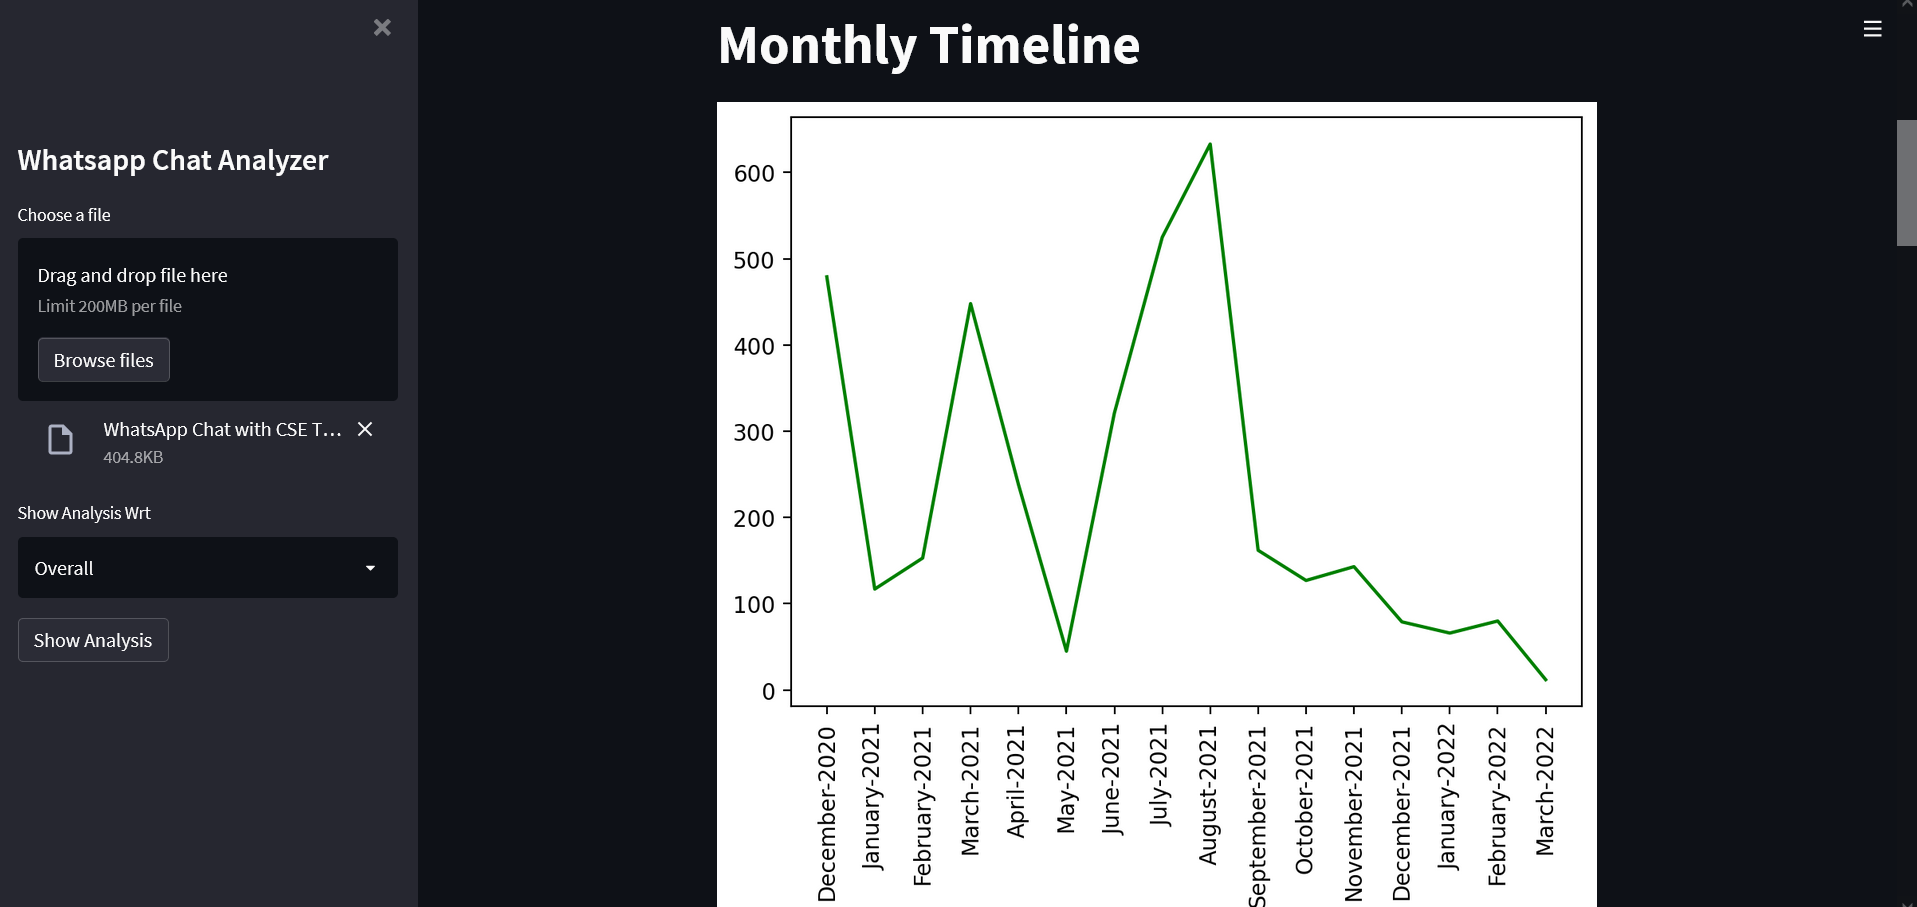 Whatsapp Chat Analyzer
Choose a file
Drag and drop file here
Limit 200MB per file
Browse files
WhatsApp Chat with CSE T...
404.8KB
Show Analysis Wrt
Overall
Show Analysis
Monthly Timeline
600
500
400
300
200
100
0
December-2020
January-2021
February-2021
March-2021
April-2021
May-2021
June-2021
July-2021
August-2021
September-2021
October-2021
November-2021
December-2021
January-2022
February-2022
March-2022